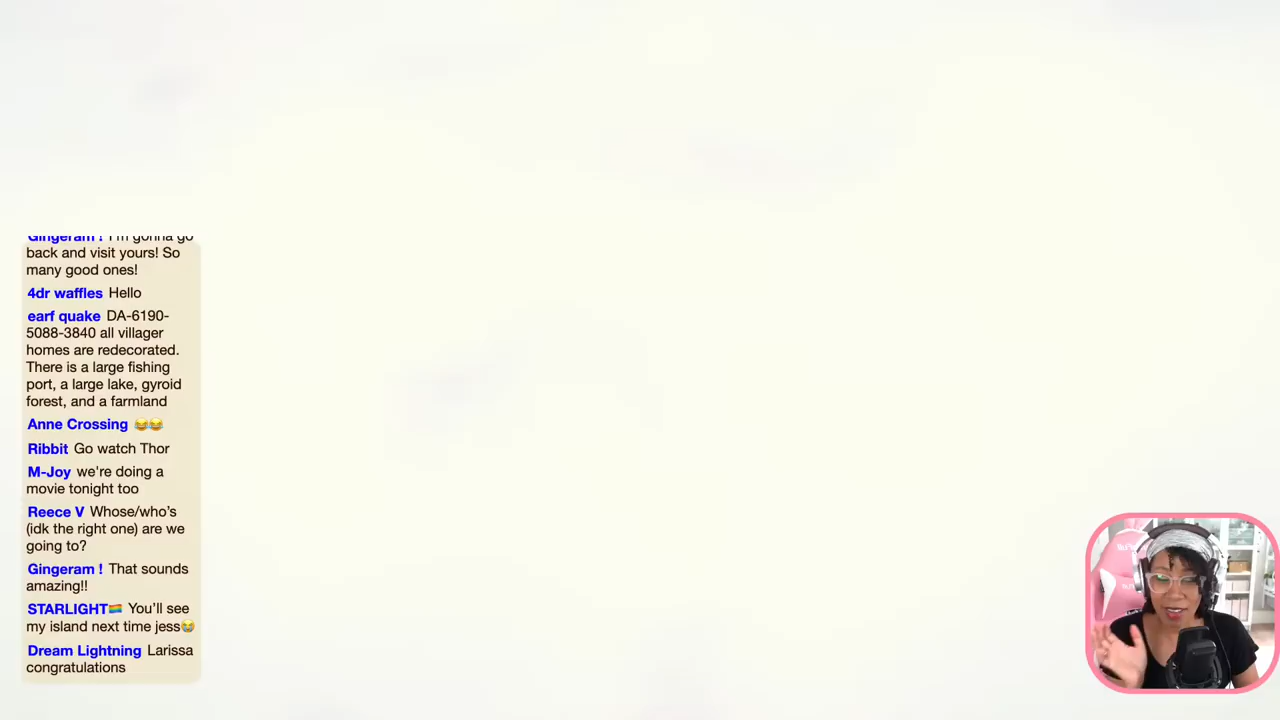 Gingeram ! I'm gonna go
back and visit yours! So
many good ones!
4dr waffles Hello
earf quake DA-6190-
5088-3840 all villager
homes are redecorated.
There is a large fishing
port, a large lake, gyroid
forest, and a farmland
Anne Crossing 😂😂
Ribbit Go watch Thor
M-Joy we're doing a
movie tonight too
Reece V Whose/who’s
(idk the right one) are we
going to?
Gingeram ! That sounds
amazing!!
STARLIGHT🏳️‍🌈 You’ll see
my island next time jess😭
Dream Lightning Larissa
congratulations